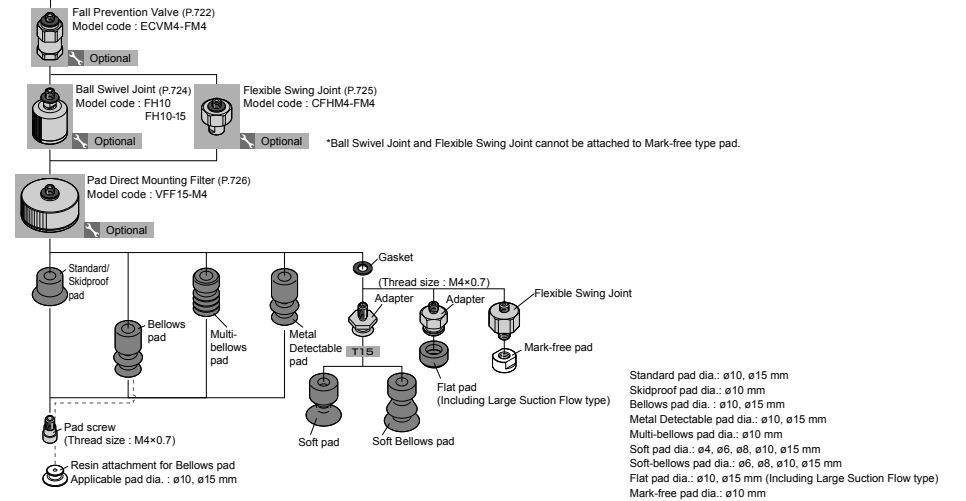 Fall Prevention Valve (P.722)
Model code : ECVM4-FM4
Optional
Ball Swivel Joint (P.724)
Model code : FH10
FH10-15
Optional
Flexible Swing Joint (P.725)
Model code : CFHM4-FM4
Optional
*Ball Swivel Joint and Flexible Swing Joint cannot be attached to Mark-free type pad.
Pad Direct Mounting Filter (P.726)
Model code : VFF15-M4
Optional
Standard/
Skidproof
pad
Bellows
pad
Multi-
bellows
pad
Metal
Detectable
pad
Gasket
(Thread size : M4×0.7)
Adapter
Adapter
Flexible Swing Joint
T15
Mark-free pad
Flat pad
(Including Large Suction Flow type)
Soft pad
Soft Bellows pad
Pad screw
(Thread size : M4×0.7)
Resin attachment for Bellows pad
Applicable pad dia. : ø10, ø15 mm
Standard pad dia.: ø10, ø15 mm
Skidproof pad dia.: ø10 mm
Bellows pad dia. : ø10, ø15 mm
Metal Detectable pad dia.: ø10, ø15 mm
Multi-bellows pad dia.: ø10 mm
Soft pad dia.: ø4, ø6, ø8, ø10, ø15 mm
Soft-bellows pad dia.: ø6, ø8, ø10, ø15 mm
Flat pad dia.: ø10, ø15 mm (Including Large Suction Flow type)
Mark-free pad dia.: ø10 mm